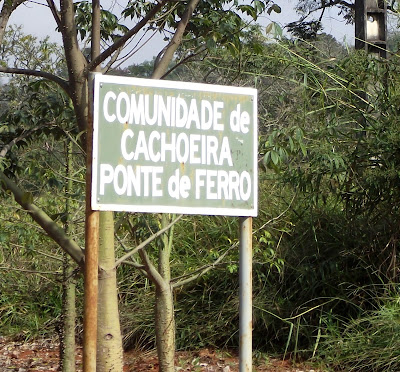 COMUNIDADE de
CACHOEIRA
PONTE de FERRO